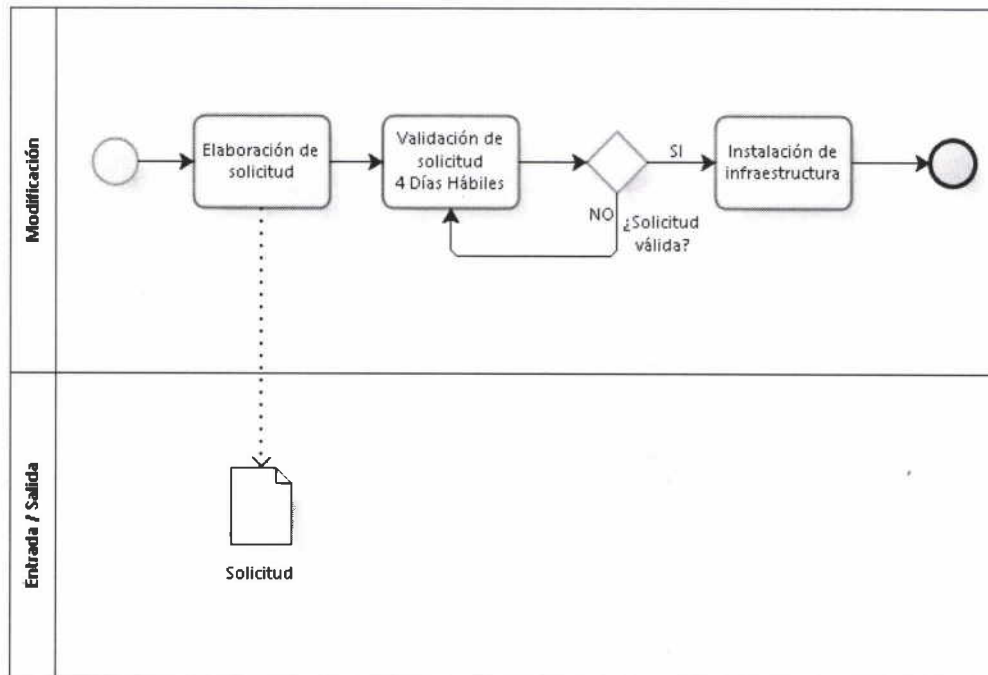 Modificación
Elaboración de
solicitud
Validación de
solicitud
4 Días Hábiles
SI
NO
¿Solicitud
válida?
Instalación de
infraestructura
Entrada / Salida
Solicitud